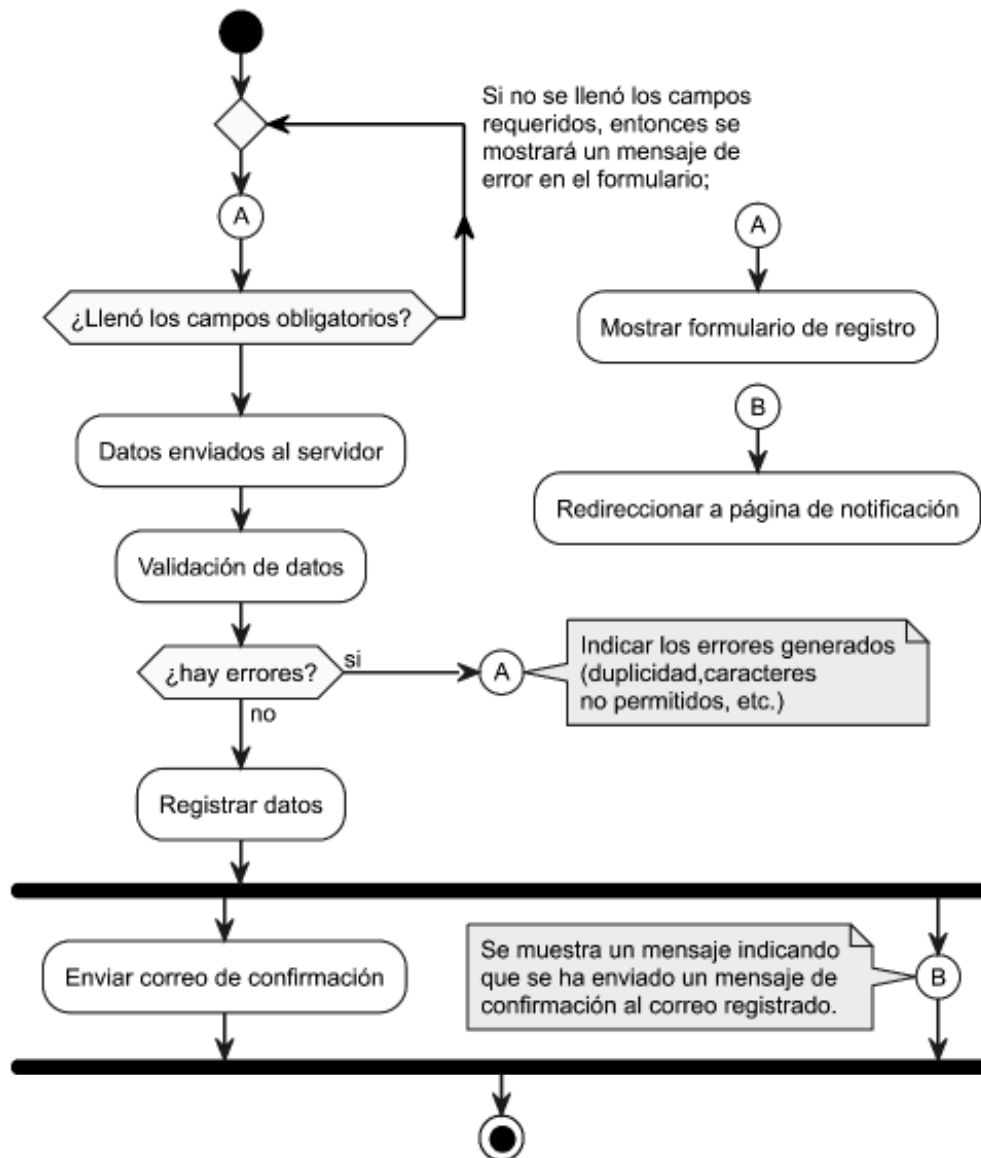 Si no se llenó los campos
requeridos, entonces se
mostrará un mensaje de
error en el formulario;
A
A
¿Llenó los campos obligatorios?
Mostrar formulario de registro
B
Datos enviados al servidor
Redireccionar a página de notificación
Validación de datos
¿hay errores?
si
A
Indicar los errores generados
(duplicidad,caracteres
no permitidos, etc.)
no
Registrar datos
Enviar correo de confirmación
Se muestra un mensaje indicando
que se ha enviado un mensaje de
confirmación al correo registrado.
B